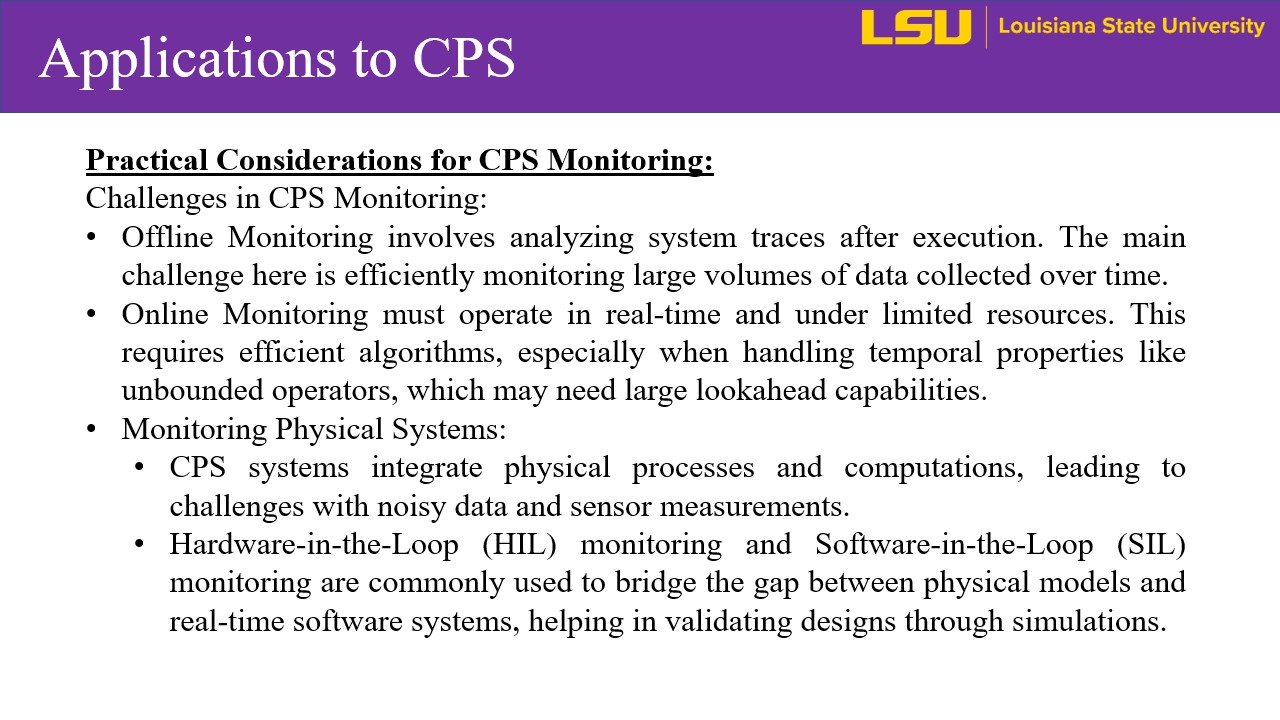 Applications to CPS
LSU
Louisiana State University
Practical Considerations for CPS Monitoring:
Challenges in CPS Monitoring:
• Offline Monitoring involves analyzing system traces after execution. The main
challenge here is efficiently monitoring large volumes of data collected over time.
• Online Monitoring must operate in real-time and under limited resources. This
requires efficient algorithms, especially when handling temporal properties like
unbounded operators, which may need large lookahead capabilities.
• Monitoring Physical Systems:
• CPS systems integrate physical processes and computations, leading to
challenges with noisy data and sensor measurements.
• Hardware-in-the-Loop (HIL) monitoring and Software-in-the-Loop (SIL)
monitoring are commonly used to bridge the gap between physical models and
real-time software systems, helping in validating designs through simulations.